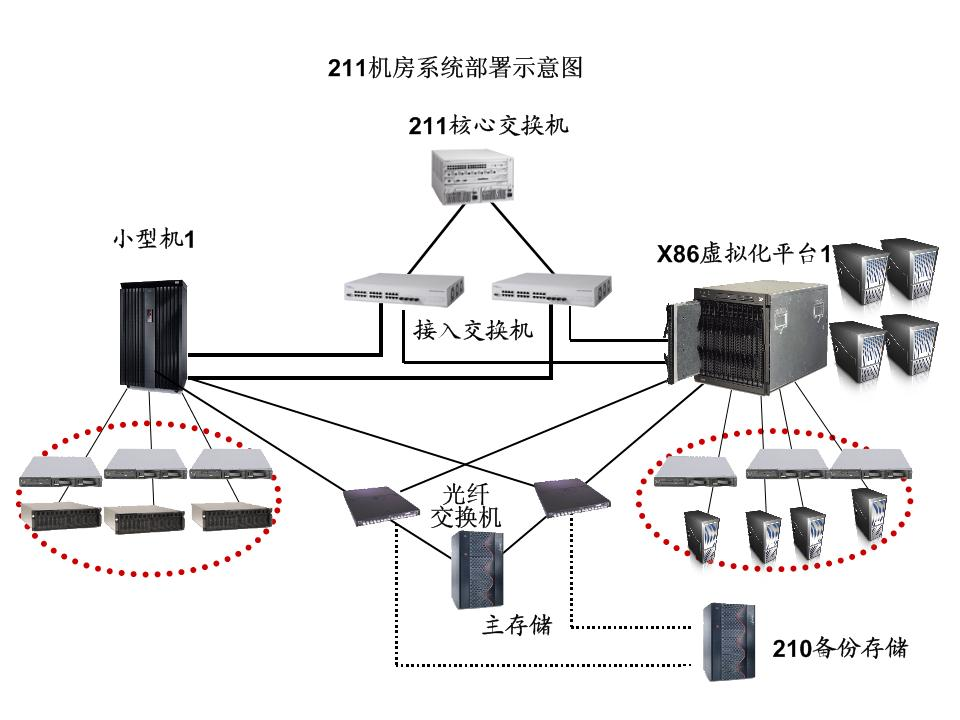 211机房系统部署示意图
211核心交换机
小型机1
X86虚拟化平台1
接入交换机
光纤
交换机
主存储
210备份存储